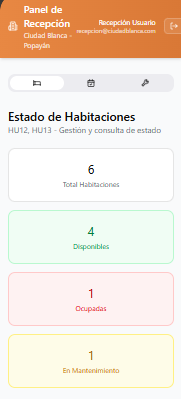 Panel de
Recepción
Ciudad Blanca -
Popayán
Recepción Usuario
recepcion@ciudadblanca.com
Estado de Habitaciones
HU12, HU13 - Gestión y consulta de estado
6
Total Habitaciones
4
Disponibles
1
Ocupadas
1
En Mantenimiento